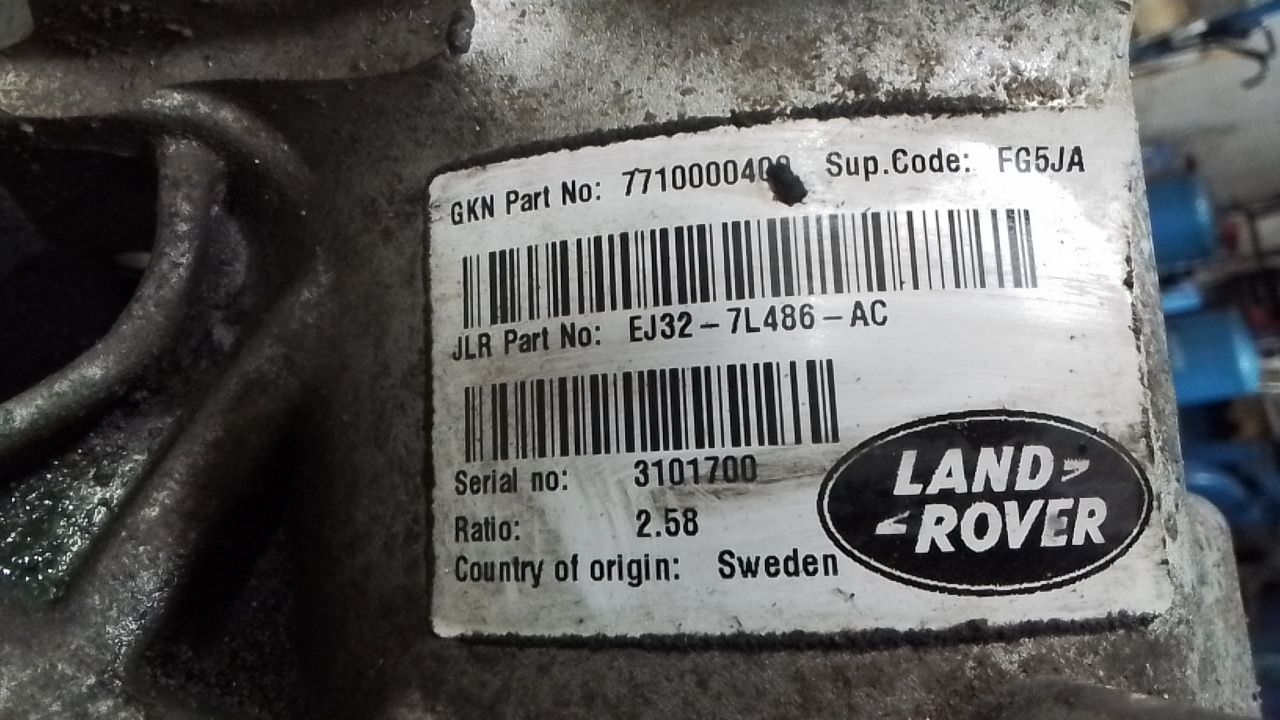 GKN Part No: Sup.Code: FG5JA
JLR Part No: EJ32-7L486-AC
Serial no: 3101700
Ratio: 2.58
Country of origin: Sweden
LAND
ROVER